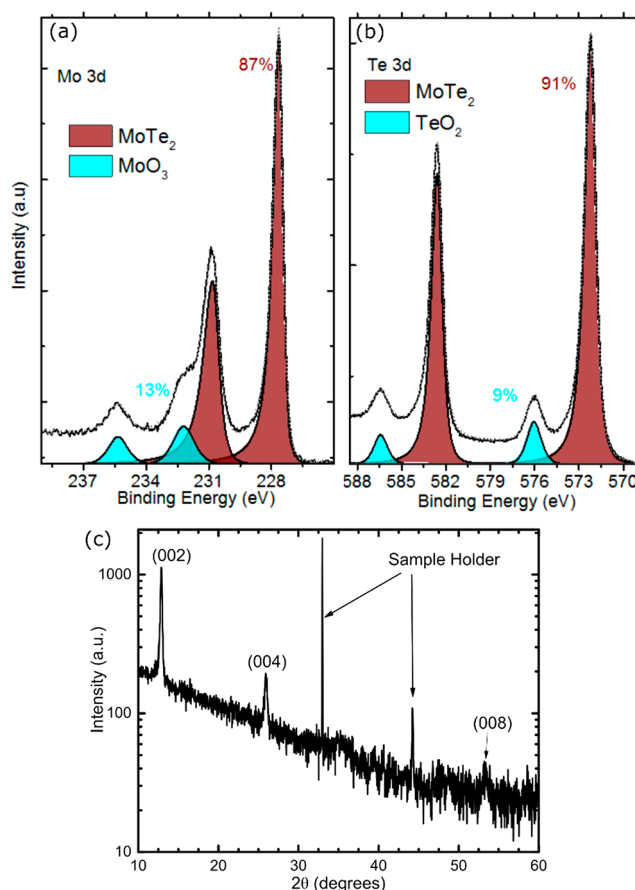 (a)
Mo 3d
87%
MoTe₂
MoO₃
13%
Intensity (a.u)
237 234 231 228
Binding Energy (eV)
(b)
Te 3d
91%
MoTe₂
TeO₂
9%
588 585 582 579 576 573 570
Binding Energy (eV)
(c)
(002)
Sample Holder
(004)
(008)
1000
100
10
Intensity (a.u.)
10 20 30 40 50 60
2θ (degrees)